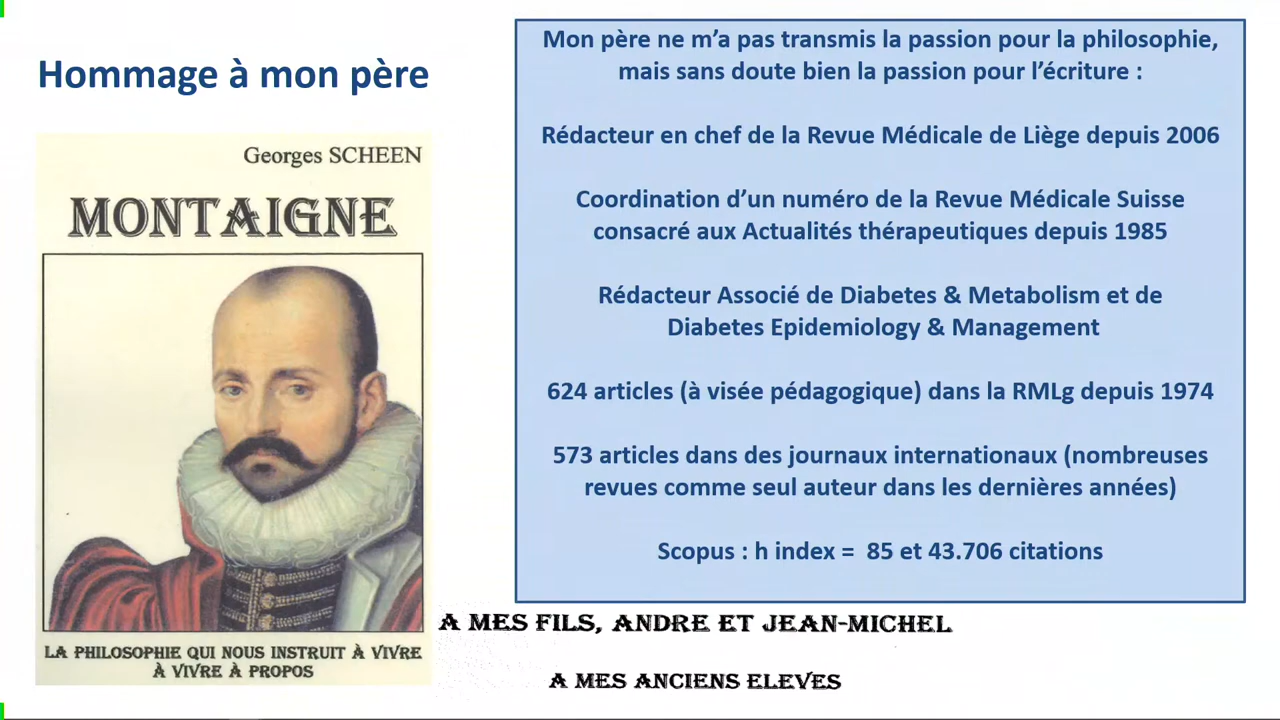 Hommage à mon père
Georges SCHEEN
MONTAIGNE
LA PHILOSOPHIE QUI NOUS INSTRUIT À VIVRE
À VIVRE À PROPOS
Mon père ne m’a pas transmis la passion pour la philosophie,
mais sans doute bien la passion pour l’écriture :
Rédacteur en chef de la Revue Médicale de Liège depuis 2006
Coordination d’un numéro de la Revue Médicale Suisse
consacré aux Actualités thérapeutiques depuis 1985
Rédacteur Associé de Diabetes & Metabolism et de
Diabetes Epidemiology & Management
624 articles (à visée pédagogique) dans la RMLg depuis 1974
573 articles dans des journaux internationaux (nombreuses
revues comme seul auteur dans les dernières années)
Scopus : h index = 85 et 43.706 citations
A MES FILS, ANDRE ET JEAN-MICHEL
A MES ANCIENS ELEVES